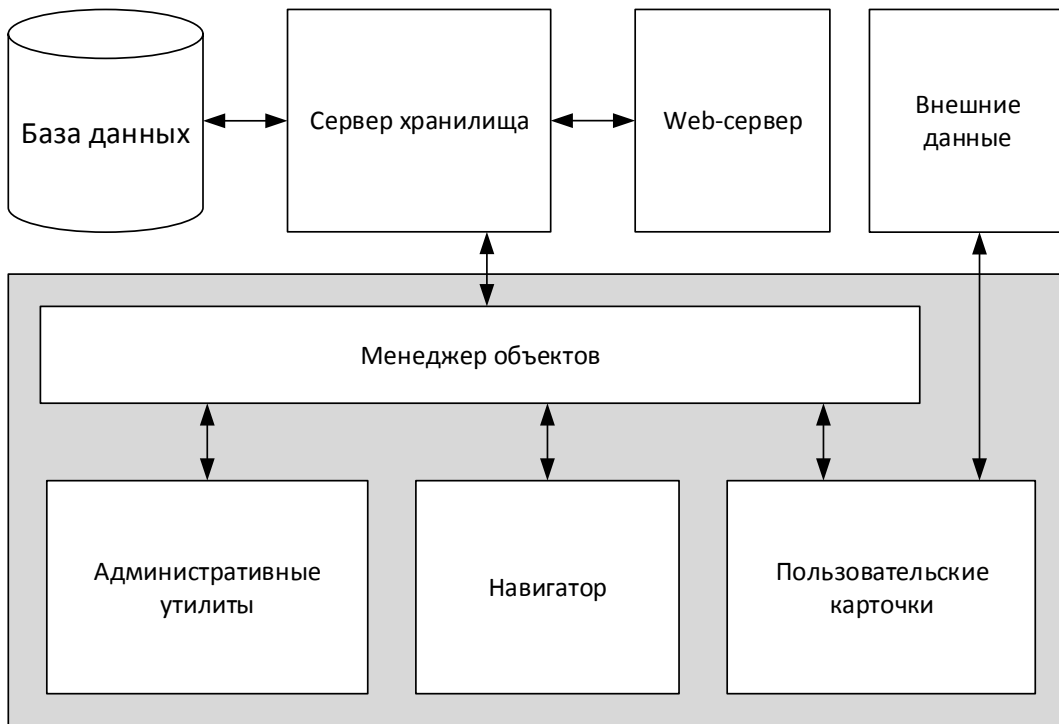 База данных
Сервер хранилища
Web-сервер
Внешние
данные
Менеджер объектов
Административные
утилиты
Навигатор
Пользовательские
карточки